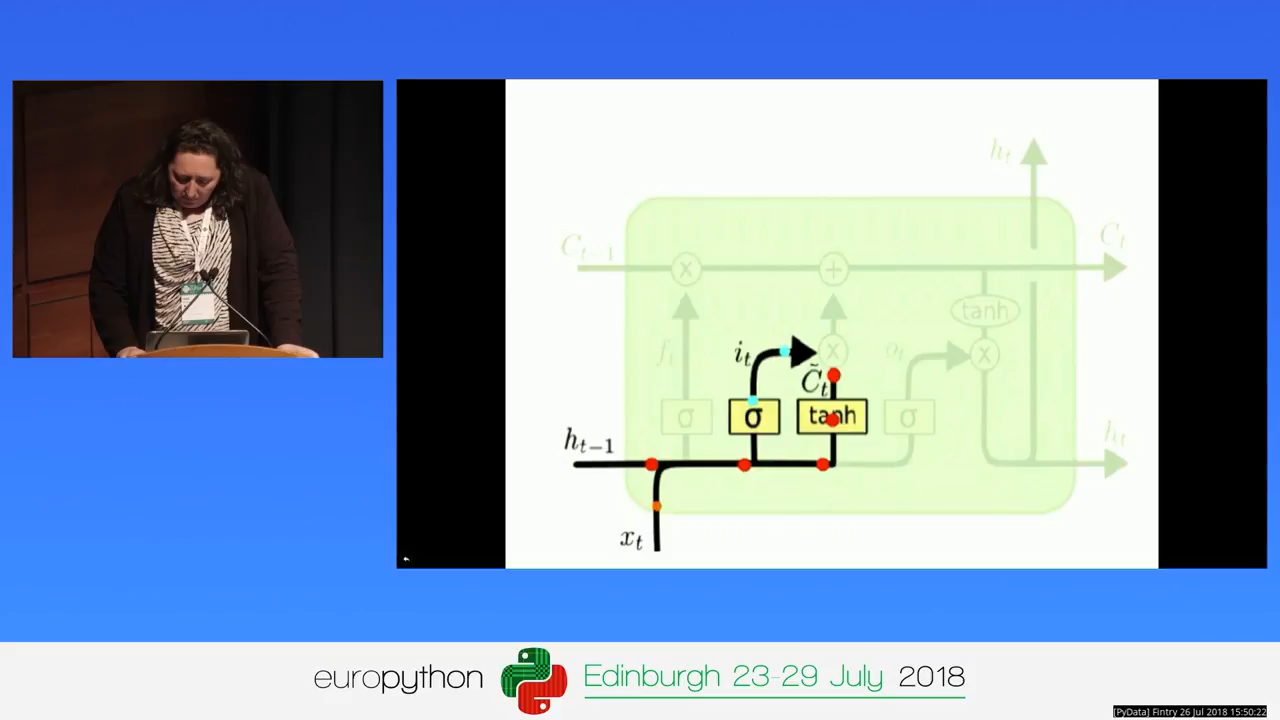 h_t
C_{t-1}
C_t
x
+
tanh
f_t
i_t
x
o_t
x
C̃_t
σ
σ
tanh
σ
h_{t-1}
h_t
x_t
europython
Edinburgh 23-29 July 2018
[PyData] Fintry 26 Jul 2018 15:50:22